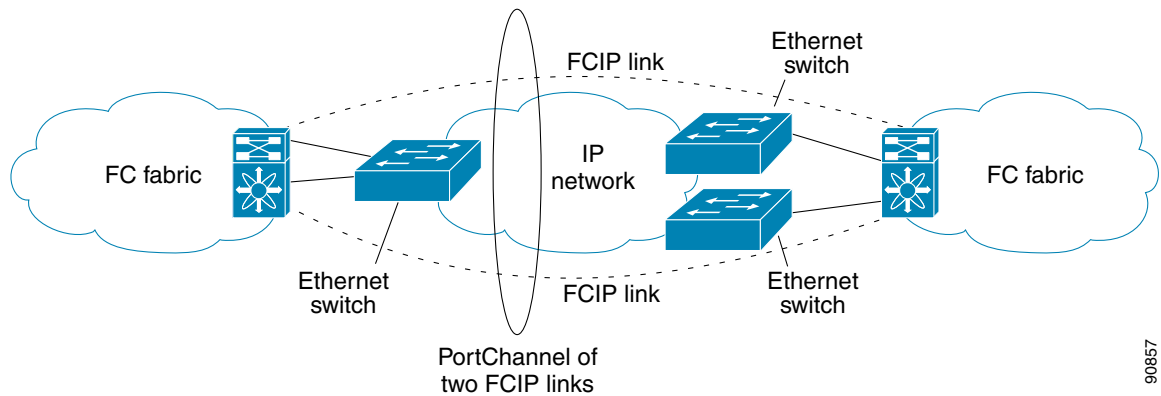 Ethernet
switch
FCIP link
FC fabric
IP
network
FC fabric
Ethernet
switch
FCIP link
Ethernet
switch
PortChannel of
two FCIP links
90857